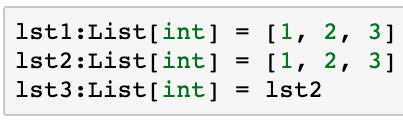 lst1:List[int] = [1, 2, 3]
lst2:List[int] = [1, 2, 3]
lst3:List[int] = lst2